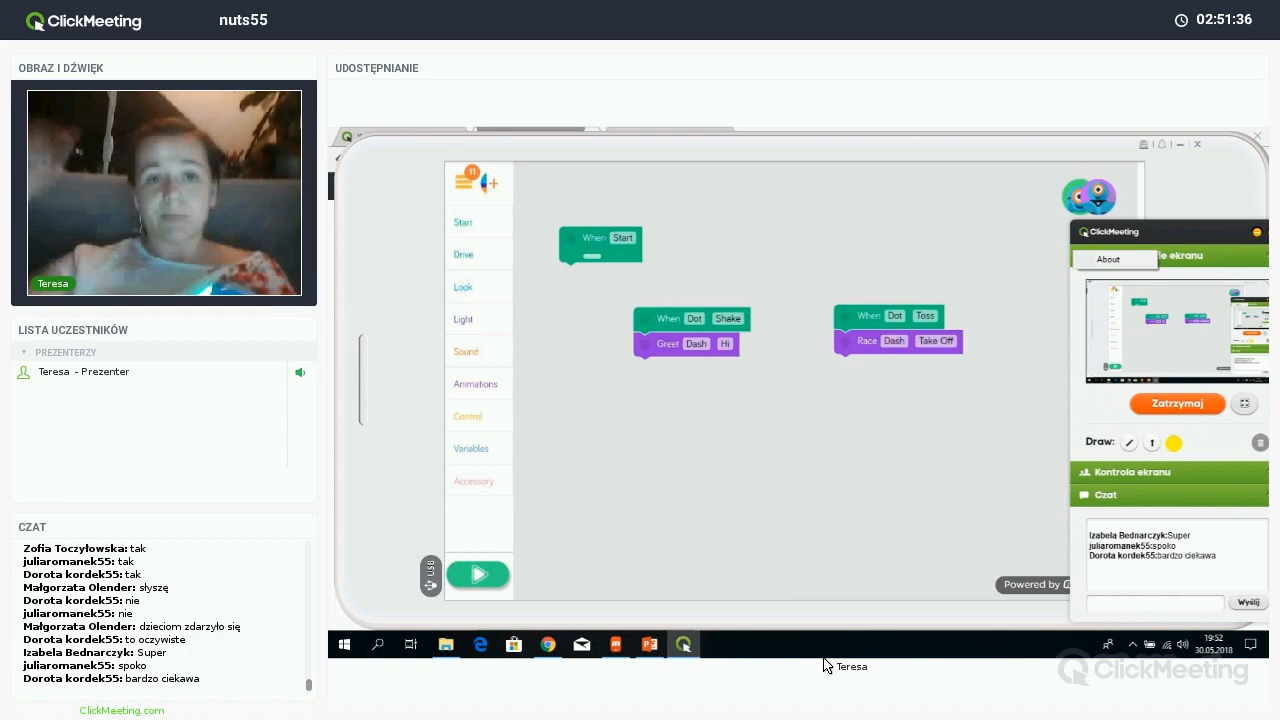 ClickMeeting
nuts55
02:51:36
OBRAZ I DŹWIĘK
UDOSTĘPNIANIE
Teresa
LISTA UCZESTNIKÓW
PREZENTERZY
Teresa - Prezenter
CZAT
Zofia Toczyłowska: tak
juliaromanek55: tak
Dorota kordek55: tak
Małgorzata Olender: słyszę
Dorota kordek55: nie
juliaromanek55: nie
Małgorzata Olender: dzieciom zdarzyło się
Dorota kordek55: to oczywiste
Izabela Bednarczyk: Super
juliaromanek55: spoko
Dorota kordek55: bardzo ciekawa
ClickMeeting.com
11
Start
Drive
Look
Light
Sound
Animations
Control
Variables
Accessory
When Start
When Dot Shake
Greet Dash Hi
When Dot Toss
Race Dash Take Off
USB
Powered by
ClickMeeting
About
ie ekranu
Zatrzymaj
Draw:
Kontrola ekranu
Czat
Izabela Bednarczyk:Super
juliaromanek55:spoko
Dorota kordek55:bardzo ciekawa
Wyślij
19:52
30.05.2018
Teresa
ClickMeeting